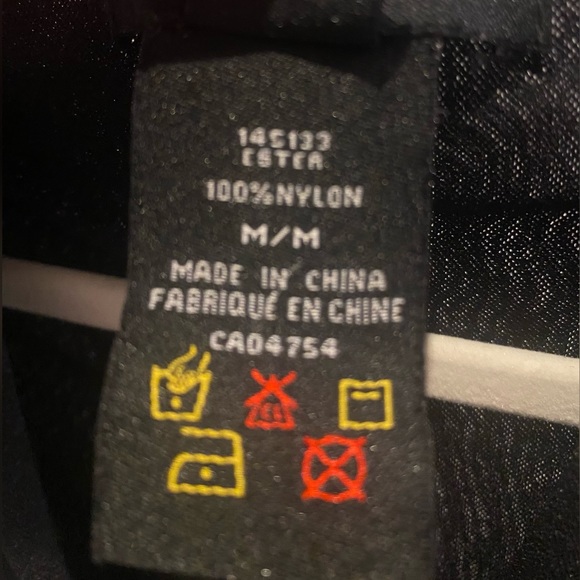 145133
ESTER
100%NYLON
M/M
MADE IN CHINA
FABRIQUÉ EN CHINE
CA04754